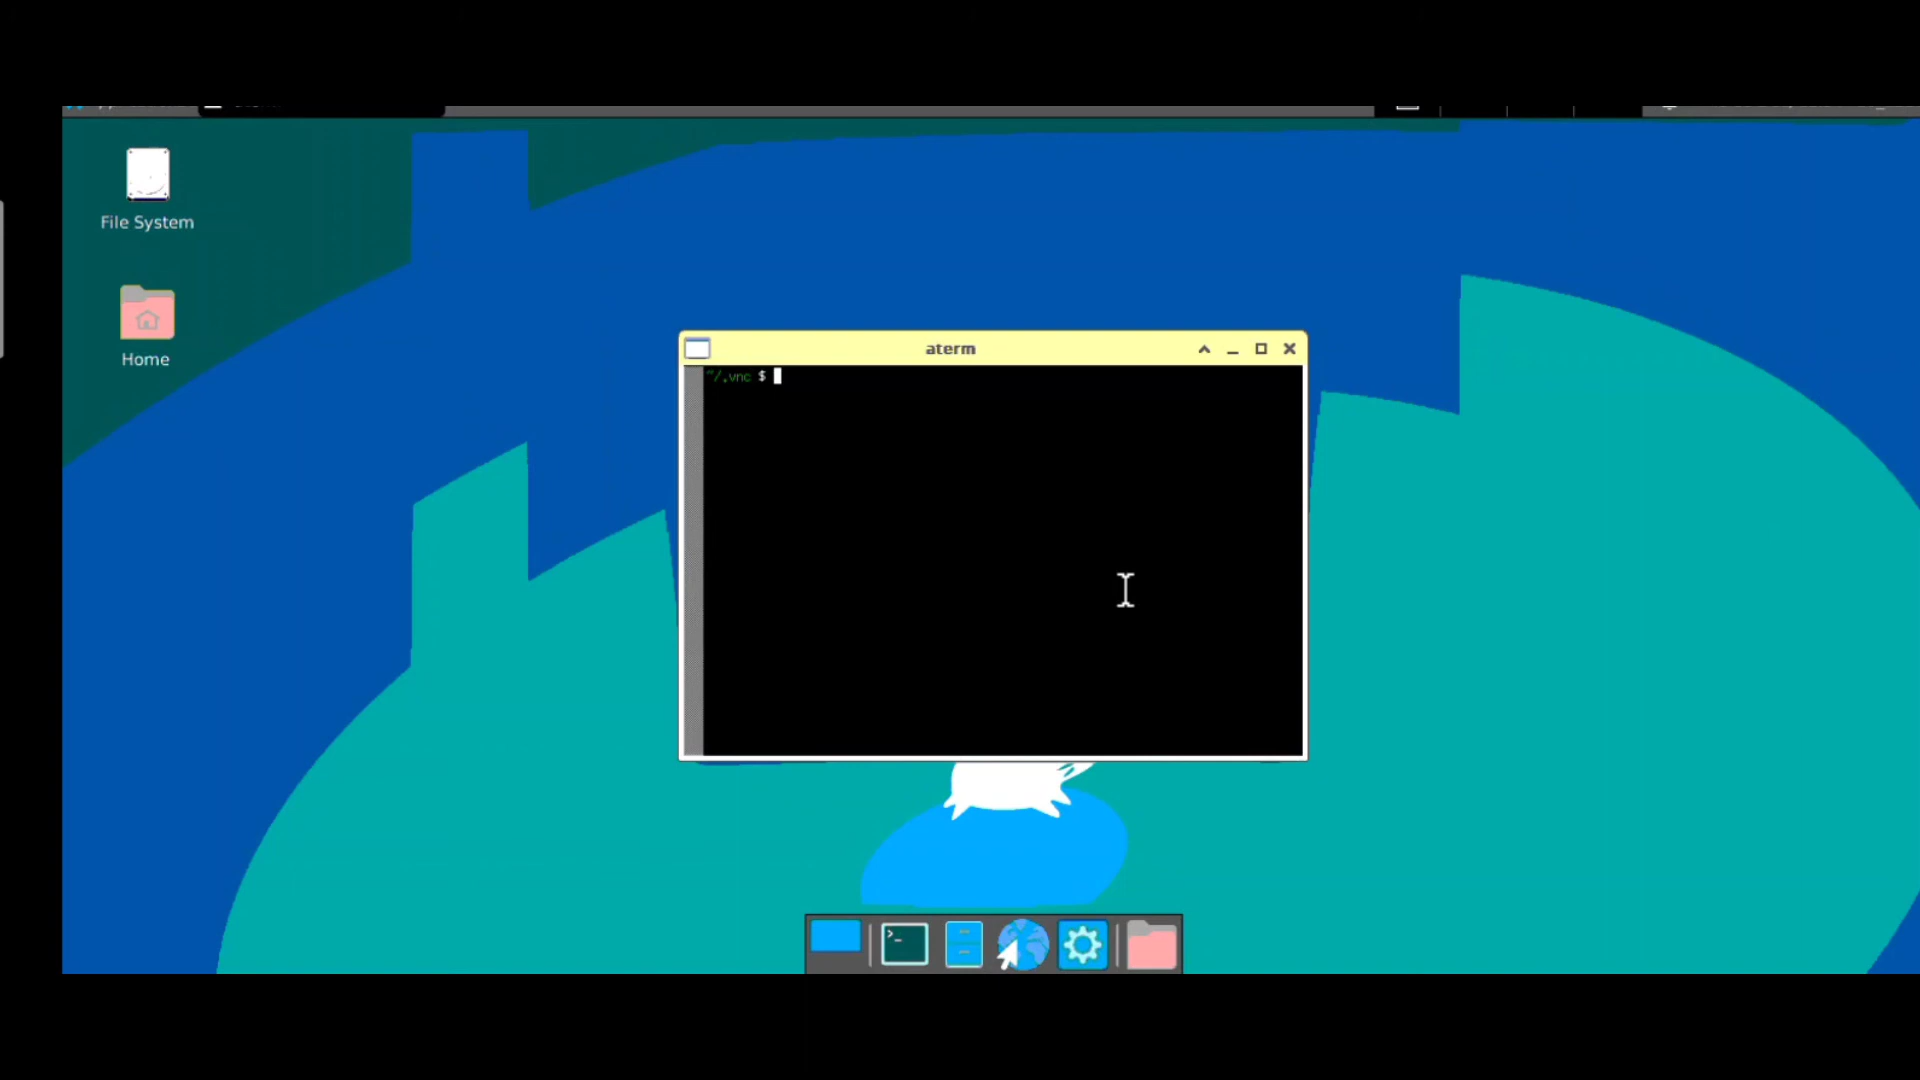 File System
Home
aterm
~/.vnc $
>_